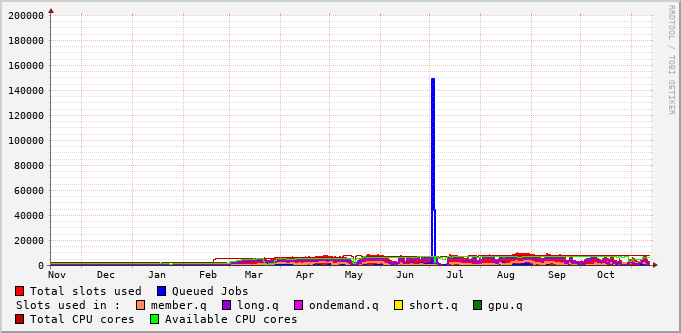 200000
180000
160000
140000
120000
100000
80000
60000
40000
20000
0
Nov Dec Jan Feb Mar Apr May Jun Jul Aug Sep Oct
Total slots used Queued Jobs
Slots used in : member.q long.q ondemand.q short.q gpu.q
Total CPU cores Available CPU cores
RRDTOOL / TOBI OETIKER